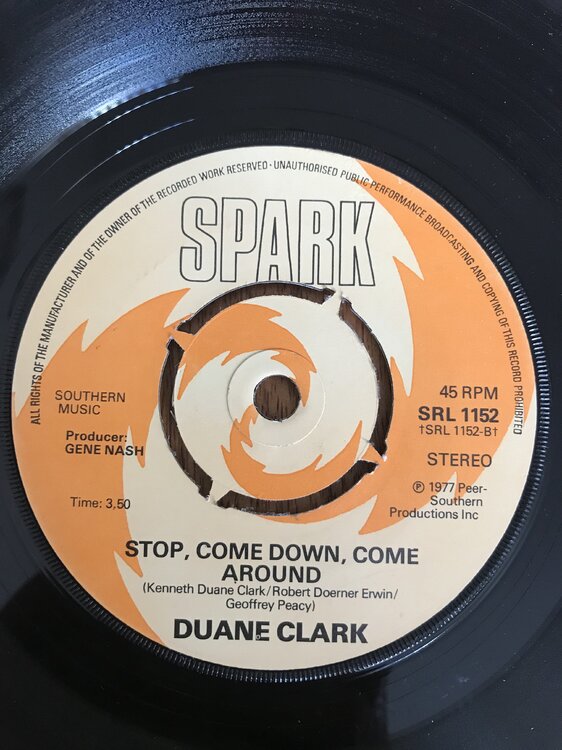 ALL RIGHTS OF THE MANUFACTURER AND OF THE OWNER OF THE RECORDED WORK RESERVED · UNAUTHORISED PUBLIC PERFORMANCE BROADCASTING AND COPYING OF THIS RECORD PROHIBITED
SPARK
SOUTHERN
MUSIC
Producer:
GENE NASH
Time: 3,50
45 RPM
SRL 1152
†SRL 1152-B†
STEREO
℗ 1977 Peer-
Southern
Productions Inc
STOP, COME DOWN, COME
AROUND
(Kenneth Duane Clark/Robert Doerner Erwin/
Geoffrey Peacy)
DUANE CLARK